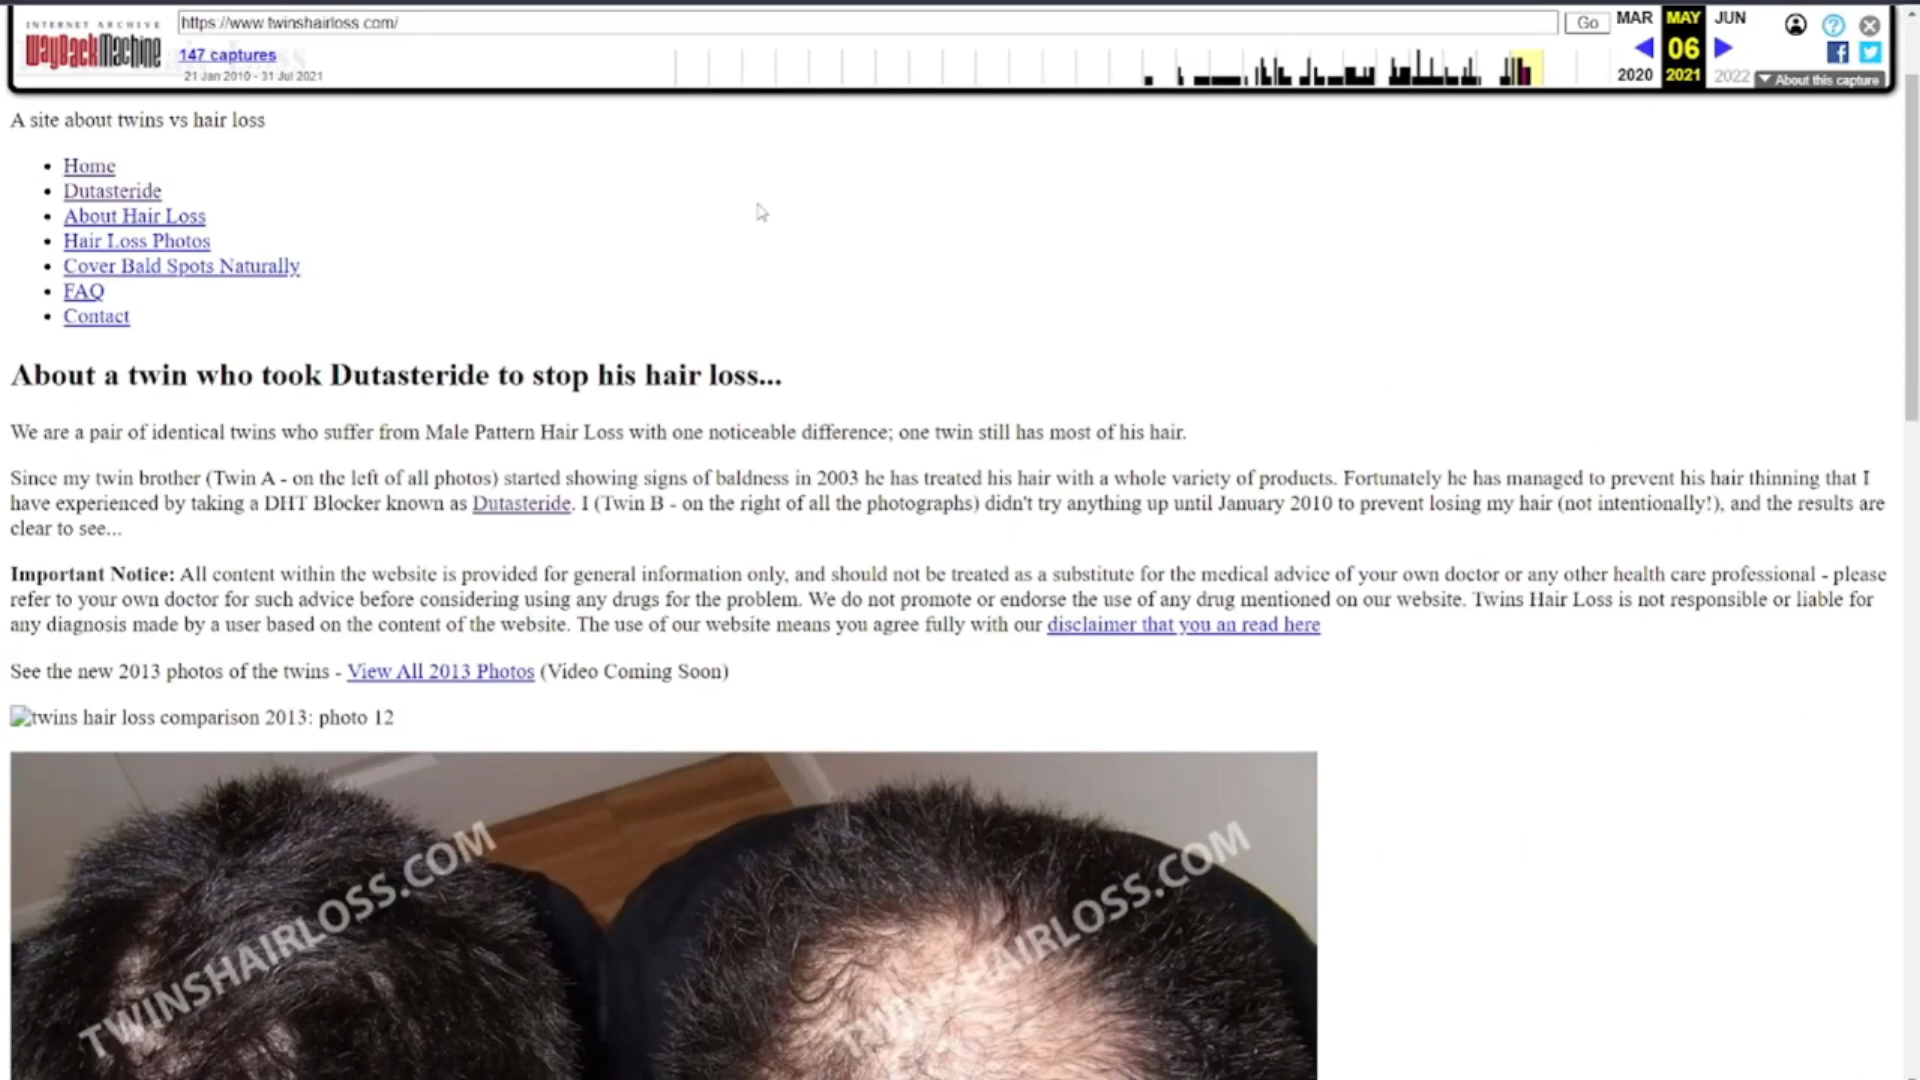 INTERNET ARCHIVE
WayBackMachine
https://www.twinshairloss.com/
Go
MAR
MAY
JUN
147 captures
06
21 Jan 2010 - 31 Jul 2021
2020
2021
2022
About this capture
A site about twins vs hair loss
Home
Dutasteride
About Hair Loss
Hair Loss Photos
Cover Bald Spots Naturally
FAQ
Contact
About a twin who took Dutasteride to stop his hair loss...
We are a pair of identical twins who suffer from Male Pattern Hair Loss with one noticeable difference; one twin still has most of his hair.
Since my twin brother (Twin A - on the left of all photos) started showing signs of baldness in 2003 he has treated his hair with a whole variety of products. Fortunately he has managed to prevent his hair thinning that I
have experienced by taking a DHT Blocker known as Dutasteride. I (Twin B - on the right of all the photographs) didn't try anything up until January 2010 to prevent losing my hair (not intentionally!), and the results are
clear to see...
Important Notice: All content within the website is provided for general information only, and should not be treated as a substitute for the medical advice of your own doctor or any other health care professional - please
refer to your own doctor for such advice before considering using any drugs for the problem. We do not promote or endorse the use of any drug mentioned on our website. Twins Hair Loss is not responsible or liable for
any diagnosis made by a user based on the content of the website. The use of our website means you agree fully with our disclaimer that you an read here
See the new 2013 photos of the twins - View All 2013 Photos (Video Coming Soon)
twins hair loss comparison 2013: photo 12
TWINSHAIRLOSS.COM
TWINSHAIRLOSS.COM